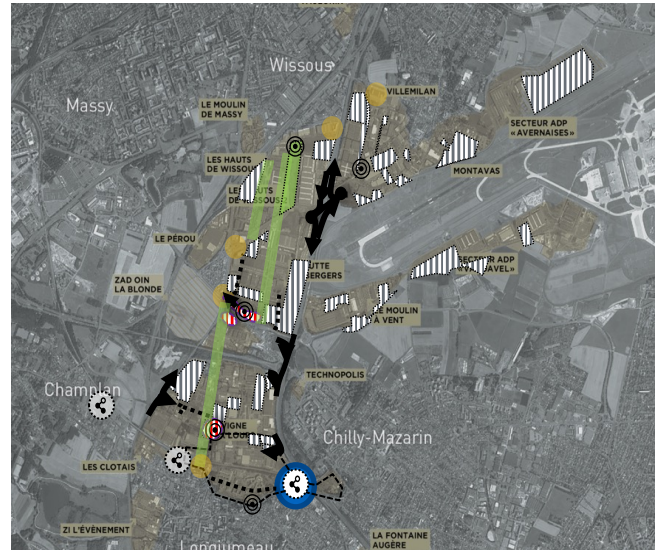 Wissous
VILLEMILAN
Massy
LE MOULIN
DE MASSY
SECTEUR ADP
« AVERNAISES »
LES HAUTS
DE WISSOUS
MONTAVAS
LE PÉROU
SECTEUR ADP
ZAD OIN
LA BLONDE
LE MOULIN
À VENT
TECHNOPOLIS
Champlan
Chilly-Mazarin
LES CLOTAIS
ZI L'ÉVÈNEMENT
Longjumeau
LA FONTAINE
AUGÈRE